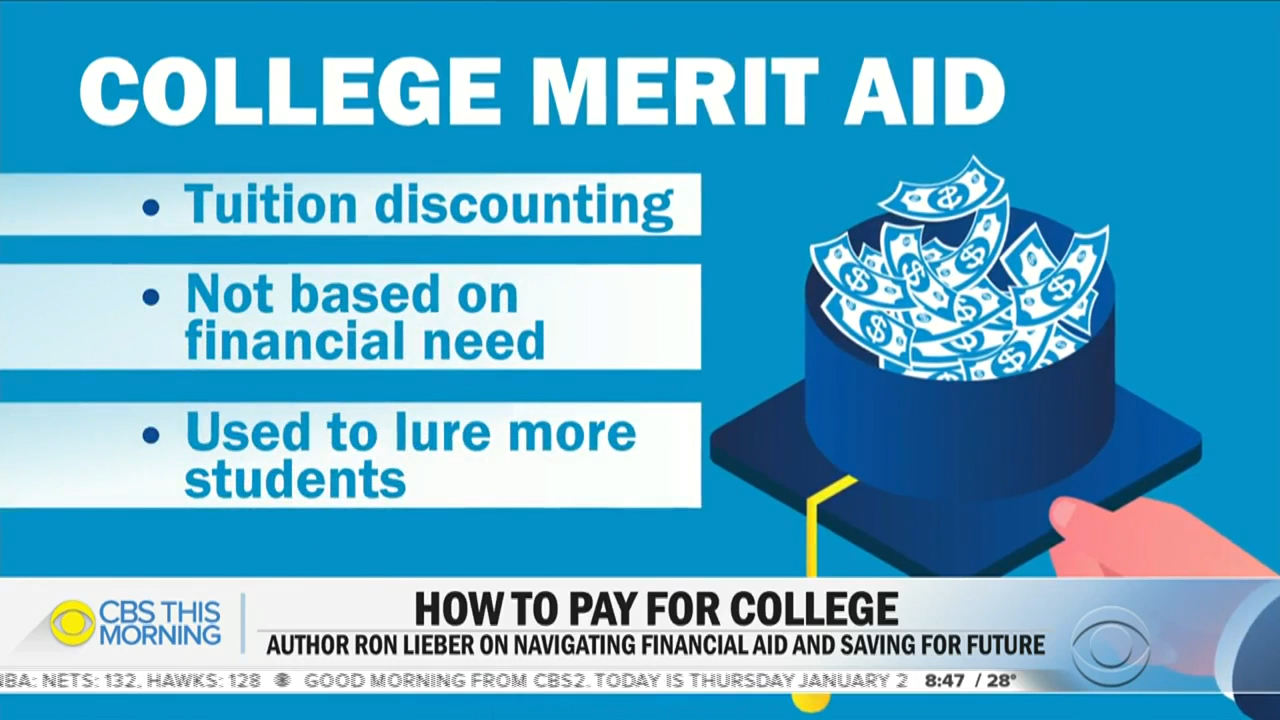 COLLEGE MERIT AID
• Tuition discounting
• Not based on
financial need
• Used to lure more
students
CBS THIS
MORNING
HOW TO PAY FOR COLLEGE
AUTHOR RON LIEBER ON NAVIGATING FINANCIAL AID AND SAVING FOR FUTURE
NBA: NETS: 132, HAWKS: 128 GOOD MORNING FROM CBS2. TODAY IS THURSDAY JANUARY 2 8:47 / 28°